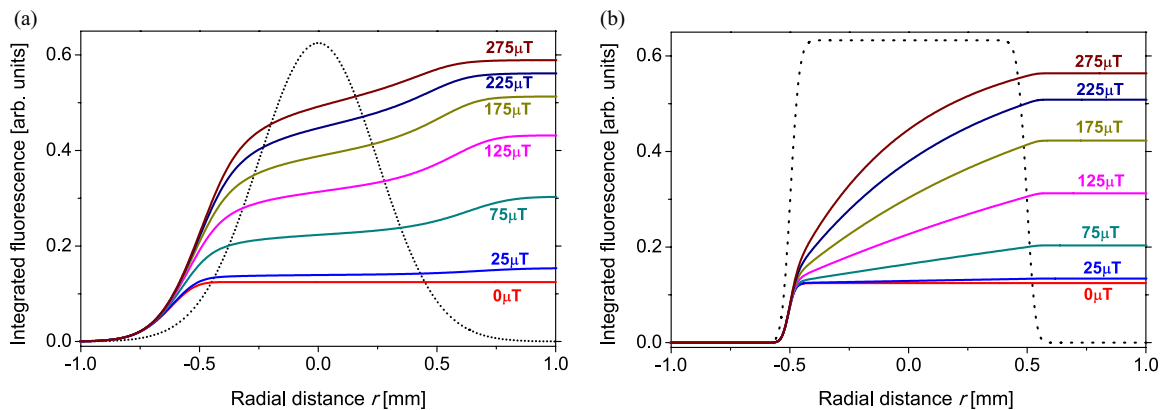 (a)
Integrated fluorescence [arb. units]
0.6
0.4
0.2
0.0
275μT
225μT
175μT
125μT
75μT
25μT
0μT
-1.0 -0.5 0.0 0.5 1.0
Radial distance r [mm]
(b)
Integrated fluorescence [arb. units]
0.6
0.4
0.2
0.0
275μT
225μT
175μT
125μT
75μT
25μT
0μT
-1.0 -0.5 0.0 0.5 1.0
Radial distance r [mm]